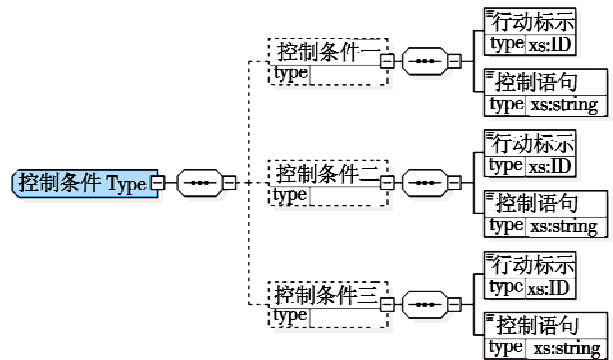 控制条件 Type
控制条件一
type
行动标示
type xs:ID
控制语句
type xs:string
控制条件二
type
行动标示
type xs:ID
控制语句
type xs:string
控制条件三
type
行动标示
type xs:ID
控制语句
type xs:string